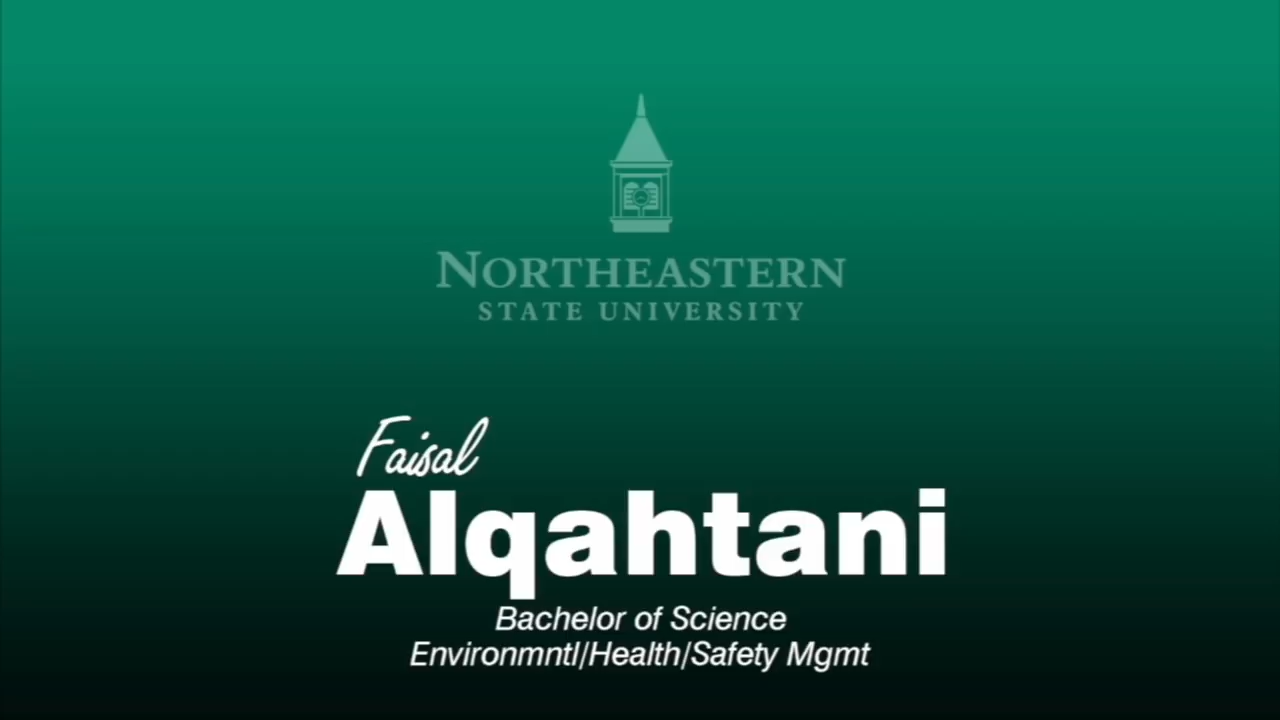 NORTHEASTERN
STATE UNIVERSITY
Faisal
Alqahtani
Bachelor of Science
Environmntl/Health/Safety Mgmt